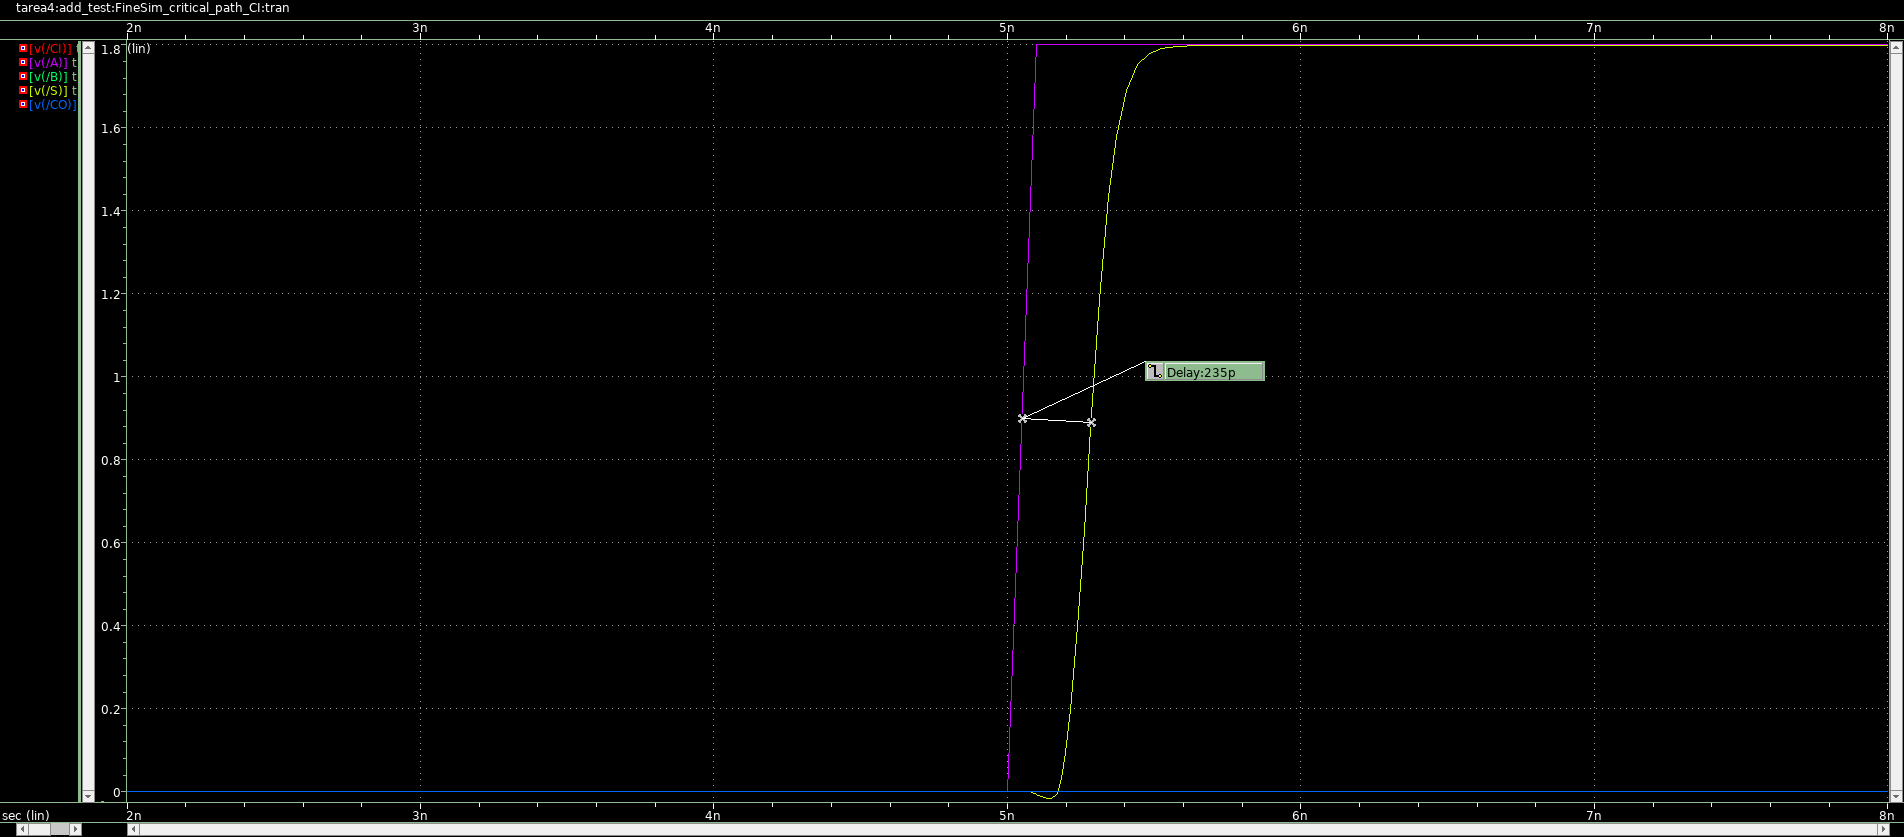 tarea4:add_test:FineSim_critical_path_CI:tran
2n 3n 4n 5n 6n 7n 8n
[v(/CI)] t
[v(/A)] t
[v(/B)] t
[v(/S)] t
[v(/CO)]
1.8 (lin)
1.6
1.4
1.2
1
Delay:235p
0.8
0.6
0.4
0.2
0
sec (lin) 2n 3n 4n 5n 6n 7n 8n